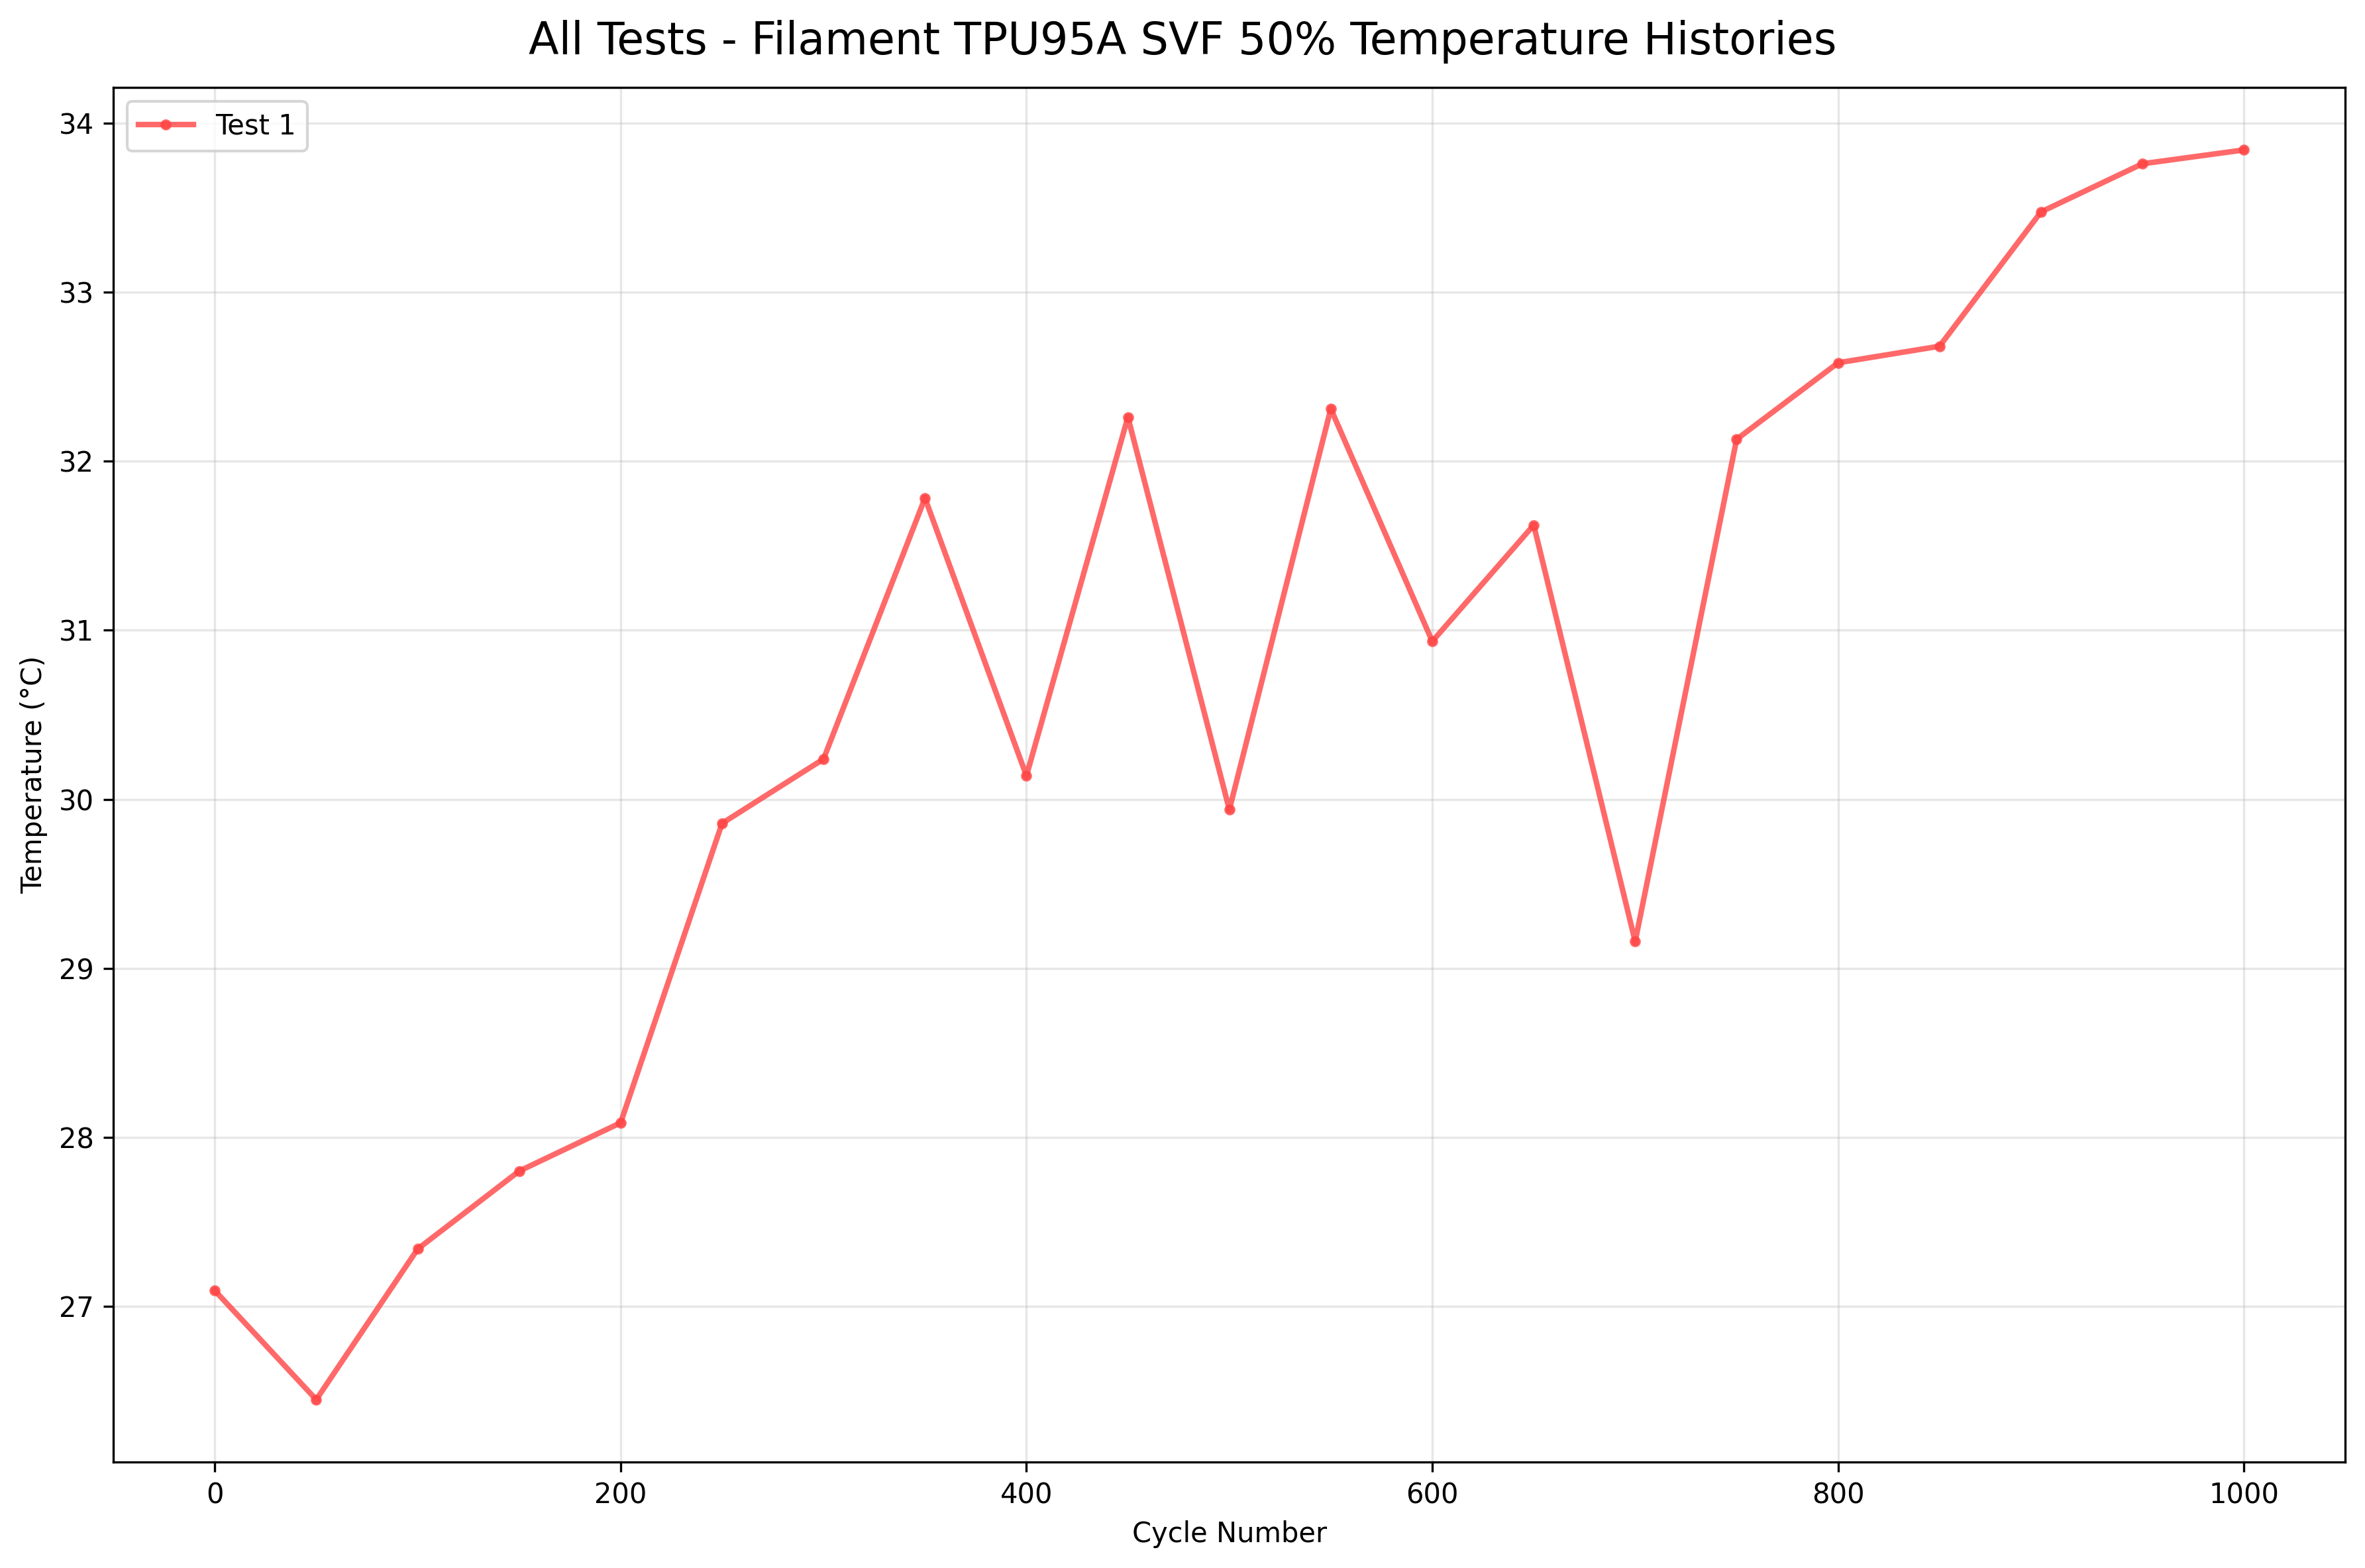 All Tests - Filament TPU95A SVF 50% Temperature Histories
Test 1
34
33
32
31
30
29
28
27
Temperature (°C)
0 200 400 600 800 1000
Cycle Number